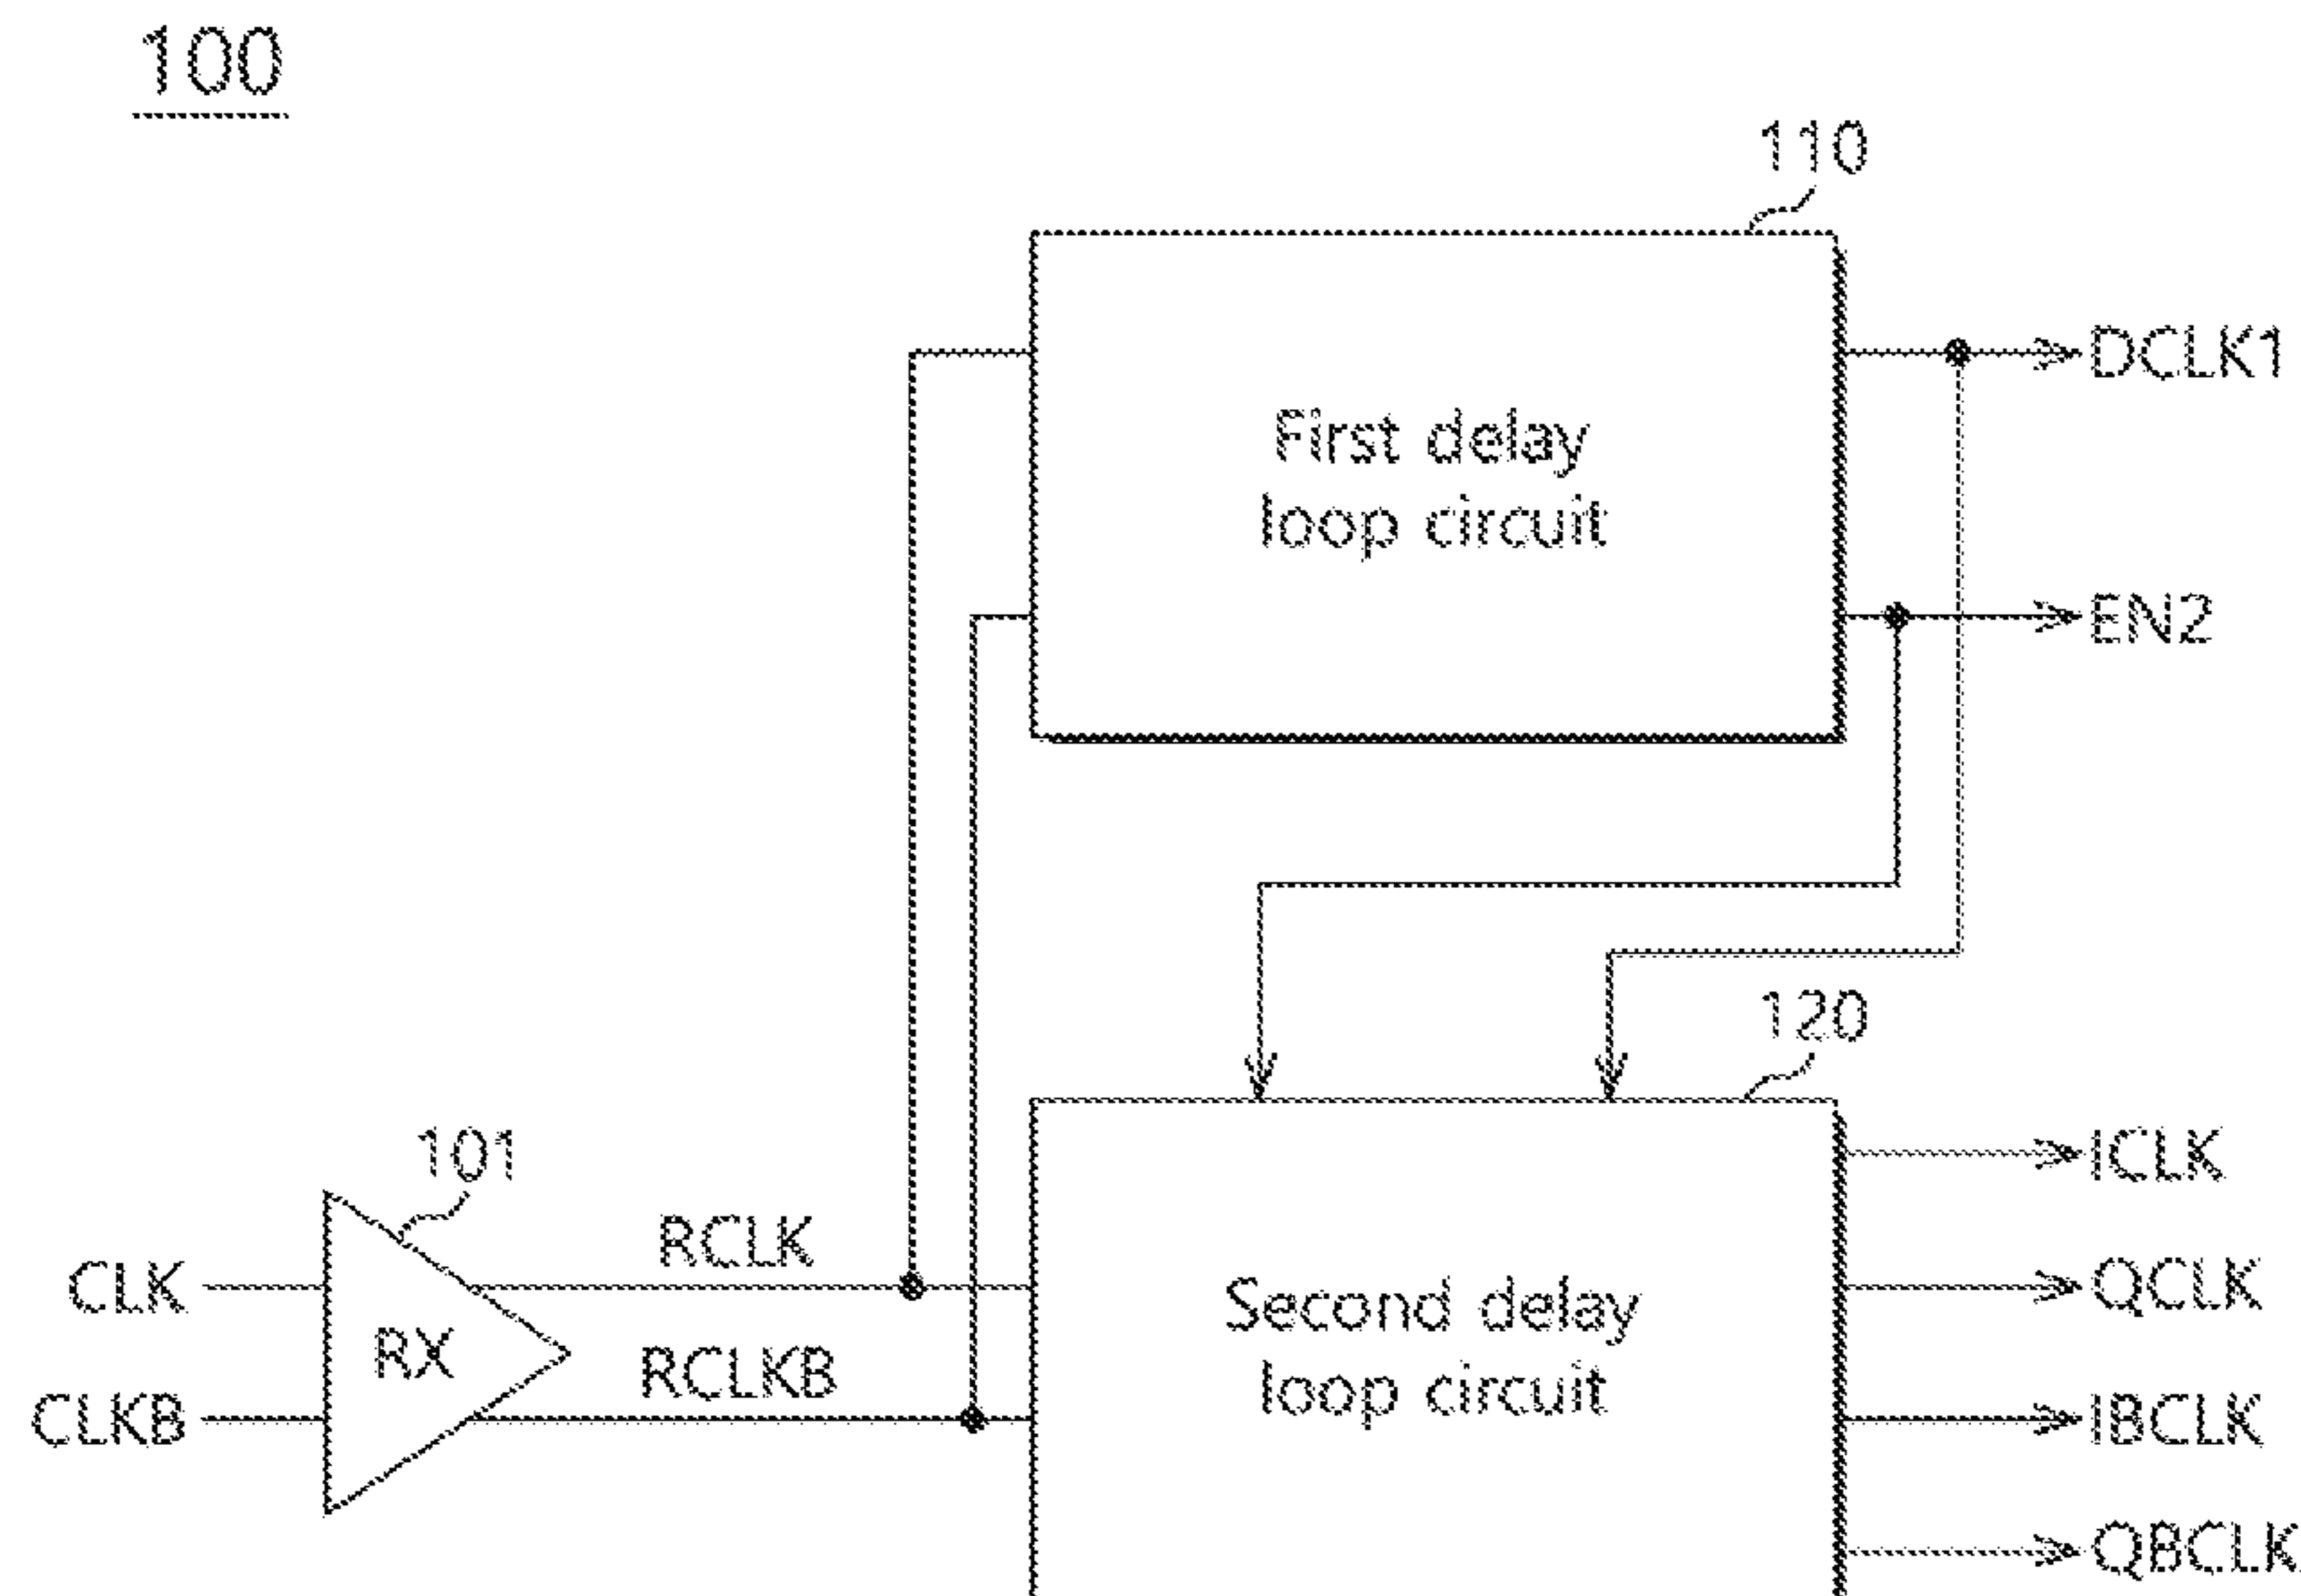 100
110
First delay
loop circuit
DCLK1
EN2
120
101
CLK
CLKB
RX
RCLK
RCLKB
Second delay
loop circuit
ICLK
QCLK
IBCLK
QBCLK